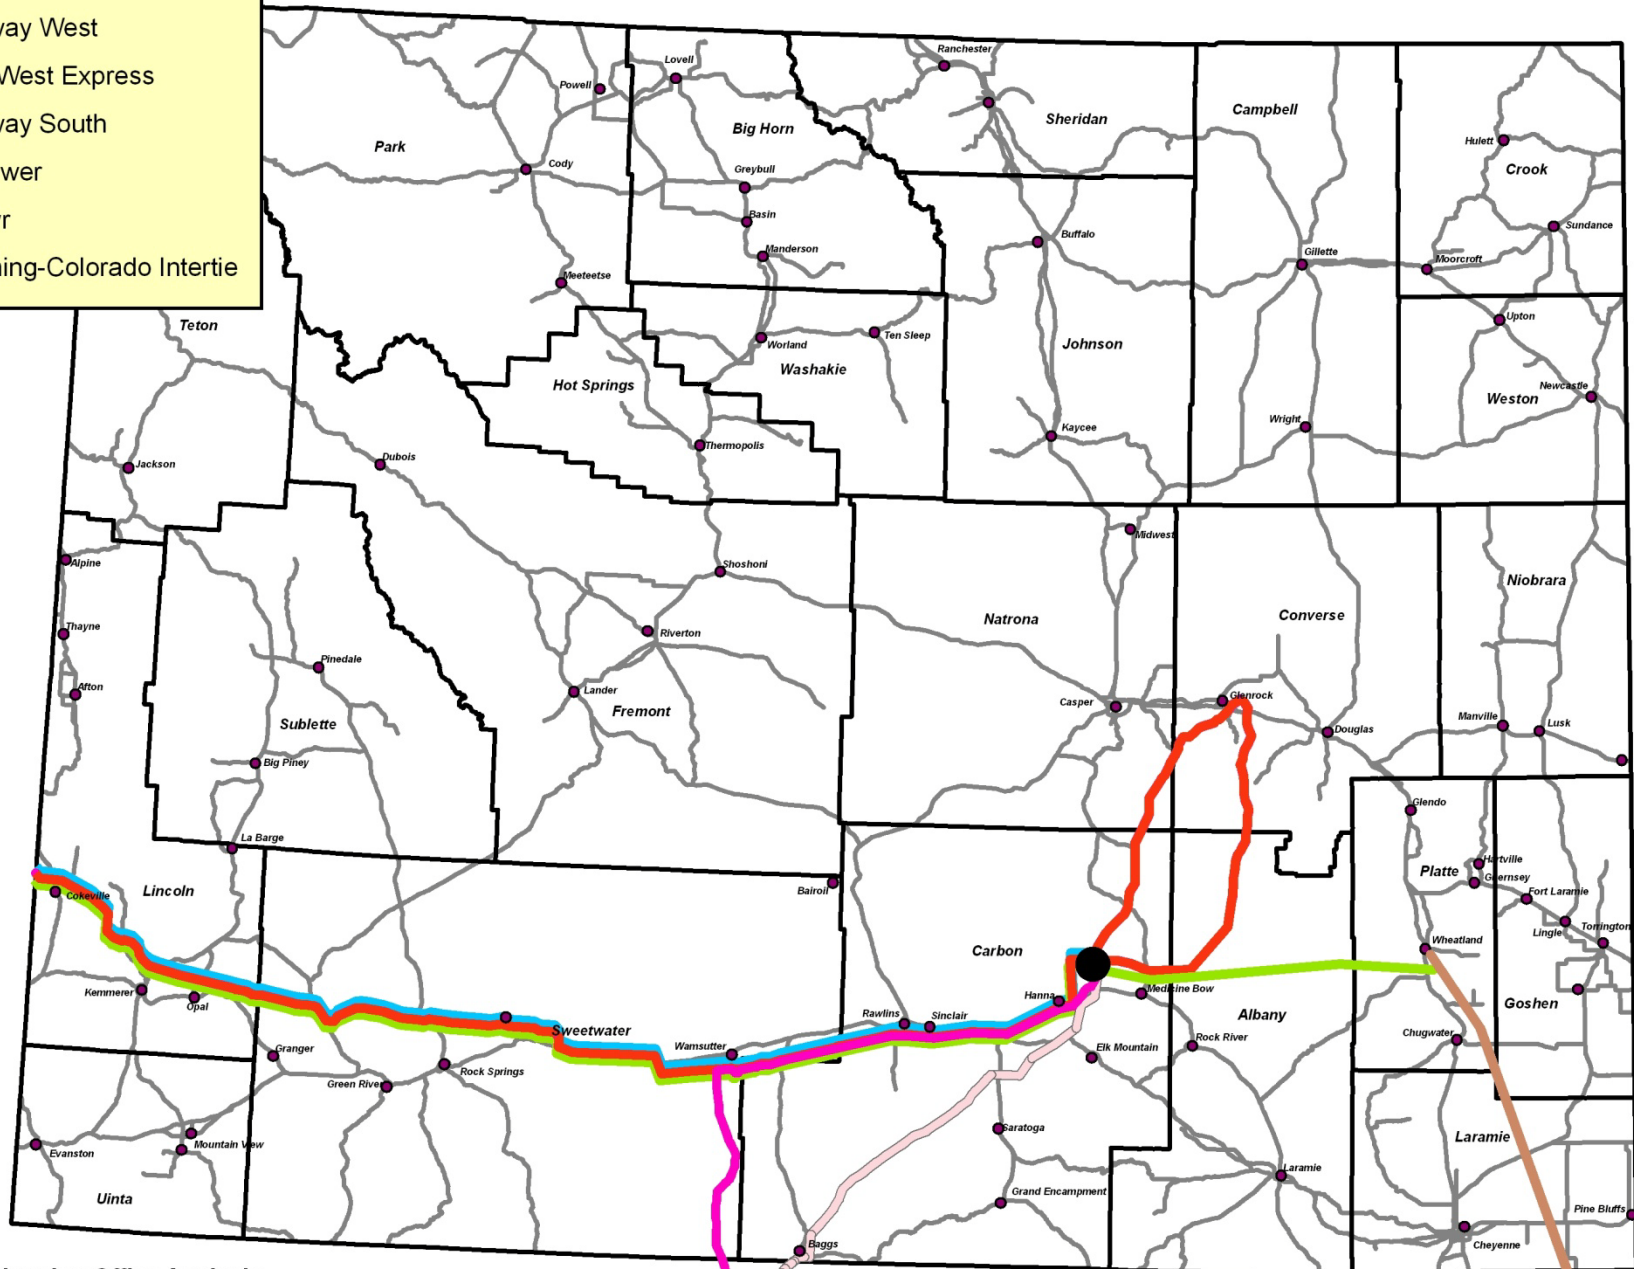 way West
West Express
way South
wer
r
ing-Colorado Intertie
Ranchester
Lovell
Powell
Sheridan
Campbell
Big Horn
Park
Hulett
Crook
Cody
Greybull
Basin
Sundance
Buffalo
Manderson
Gillette
Moorcroft
Meeteetse
Teton
Upton
Ten Sleep
Worland
Johnson
Washakie
Hot Springs
Newcastle
Weston
Wright
Kaycee
Thermopolis
Dubois
Jackson
Midwest
Alpine
Shoshoni
Niobrara
Natrona
Converse
Thayne
Riverton
Pinedale
Afton
Lander
Glenrock
Casper
Fremont
Sublette
Manville
Lusk
Douglas
Big Piney
Glendo
La Barge
Hartville
Platte
Guernsey
Lincoln
Bairoil
Fort Laramie
Cokeville
Torrington
Lingle
Wheatland
Carbon
Kemmerer
Opal
Hanna
Medicine Bow
Goshen
Rawlins
Sinclair
Albany
Sweetwater
Chugwater
Rock River
Wamsutter
Elk Mountain
Granger
Rock Springs
Green River
Saratoga
Laramie
Mountain View
Evanston
Laramie
Grand Encampment
Uinta
Pine Bluffs
Baggs
Cheyenne